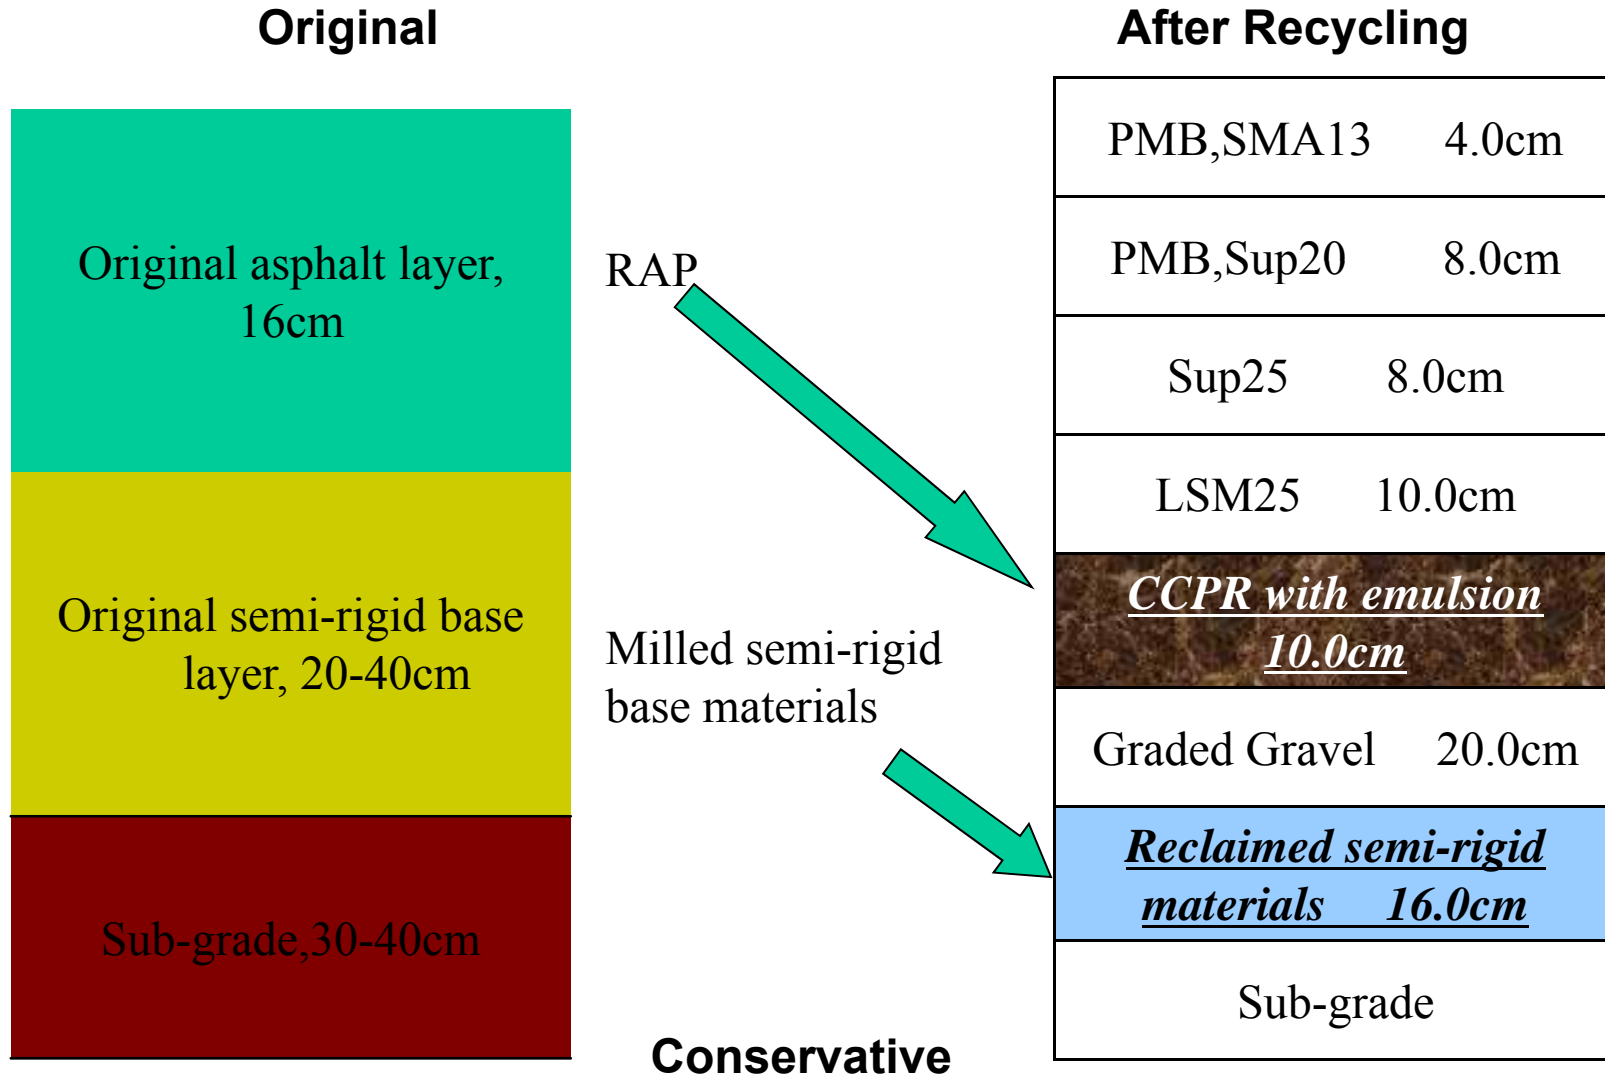 Original
After Recycling
Original asphalt layer,
16cm
Original semi-rigid base
layer, 20-40cm
Sub-grade,30-40cm
RAP
Milled semi-rigid
base materials
PMB,SMA13 4.0cm
PMB,Sup20 8.0cm
Sup25 8.0cm
LSM25 10.0cm
CCPR with emulsion
10.0cm
Graded Gravel 20.0cm
Reclaimed semi-rigid
materials 16.0cm
Sub-grade
Conservative